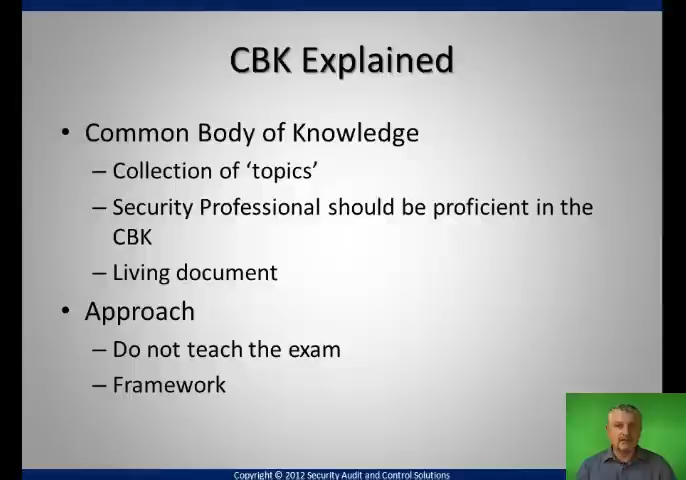 CBK Explained
• Common Body of Knowledge
– Collection of ‘topics’
– Security Professional should be proficient in the
CBK
– Living document
• Approach
– Do not teach the exam
– Framework
Copyright © 2012 Security Audit and Control Solutions